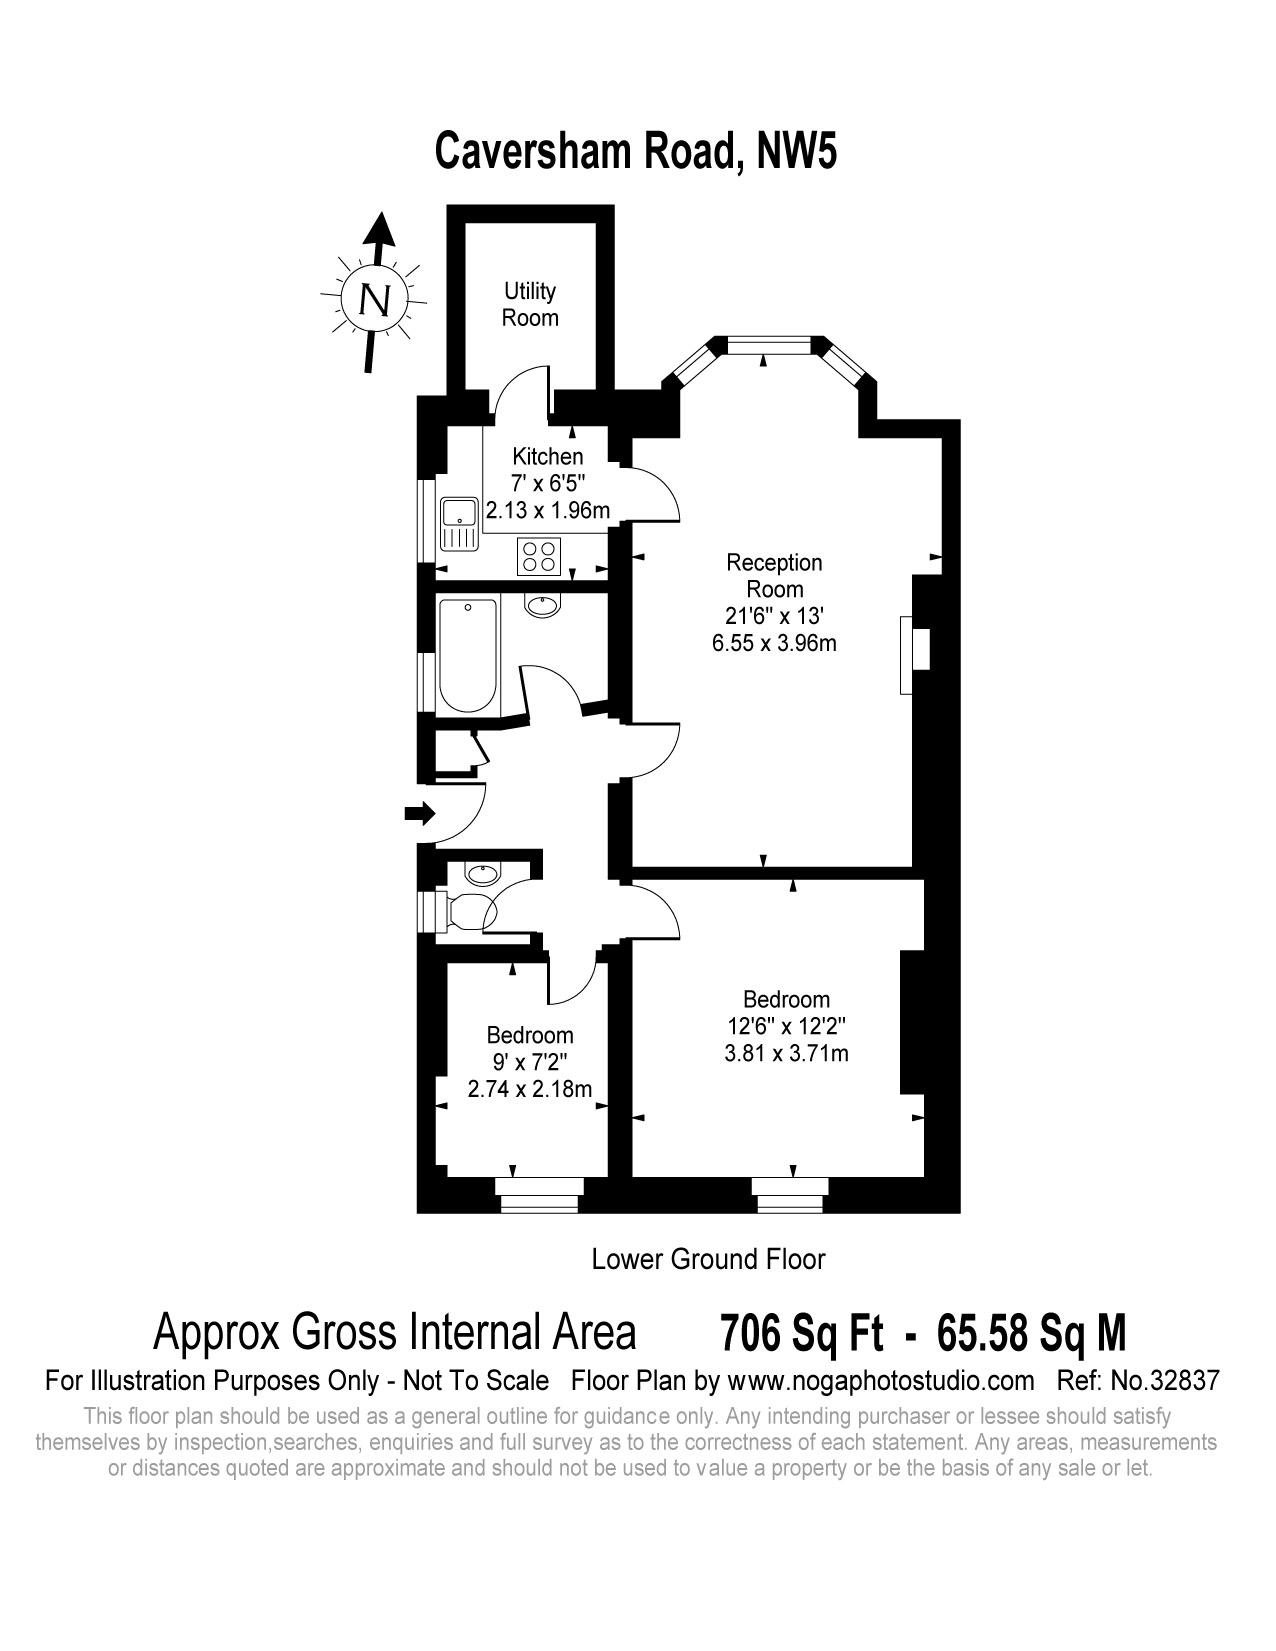 Caversham Road, NW5
N
Utility
Room
Kitchen
7' x 6'5"
2.13 x 1.96m
Reception
Room
21'6" x 13'
6.55 x 3.96m
Bedroom
12'6" x 12'2"
3.81 x 3.71m
Bedroom
9' x 7'2"
2.74 x 2.18m
Lower Ground Floor
Approx Gross Internal Area 706 Sq Ft - 65.58 Sq M
For Illustration Purposes Only - Not To Scale Floor Plan by www.nogaphotostudio.com Ref: No.32837
This floor plan should be used as a general outline for guidance only. Any intending purchaser or lessee should satisfy
themselves by inspection,searches, enquiries and full survey as to the correctness of each statement. Any areas, measurements
or distances quoted are approximate and should not be used to value a property or be the basis of any sale or let.